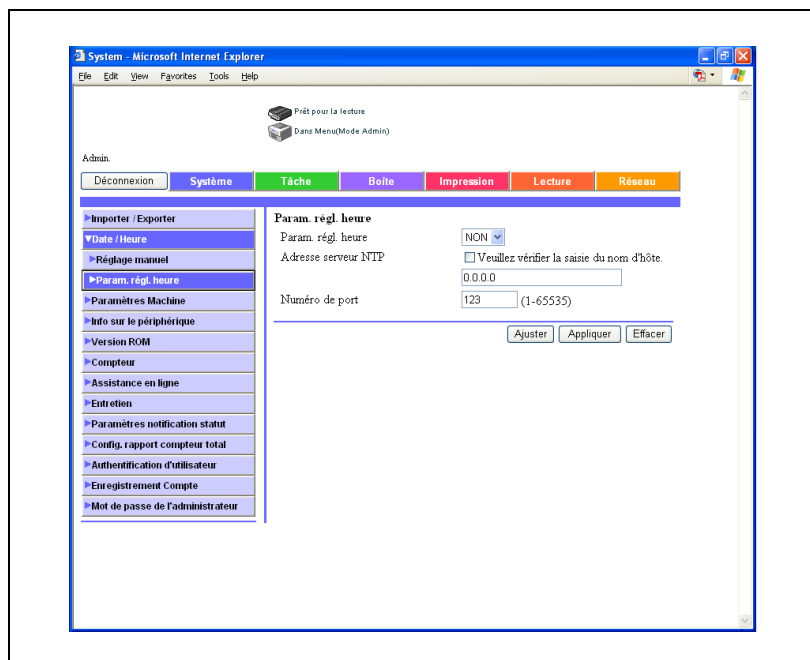 System - Microsoft Internet Explorer
File Edit View Favorites Tools Help
Prêt pour la lecture
Dans Menu(Mode Admin)
Admin.
Déconnexion Système Tâche Boîte Impression Lecture Réseau
Importer / Exporter
Date / Heure
Réglage manuel
Param. régl. heure
Paramètres Machine
Info sur le périphérique
Version ROM
Compteur
Assistance en ligne
Entretien
Paramètres notification statut
Config. rapport compteur total
Authentification d'utilisateur
Enregistrement Compte
Mot de passe de l'administrateur
Param. régl. heure
Param. régl. heure NON
Adresse serveur NTP Veuillez vérifier la saisie du nom d'hôte.
0.0.0.0
Numéro de port 123 (1-65535)
Ajuster Appliquer Effacer